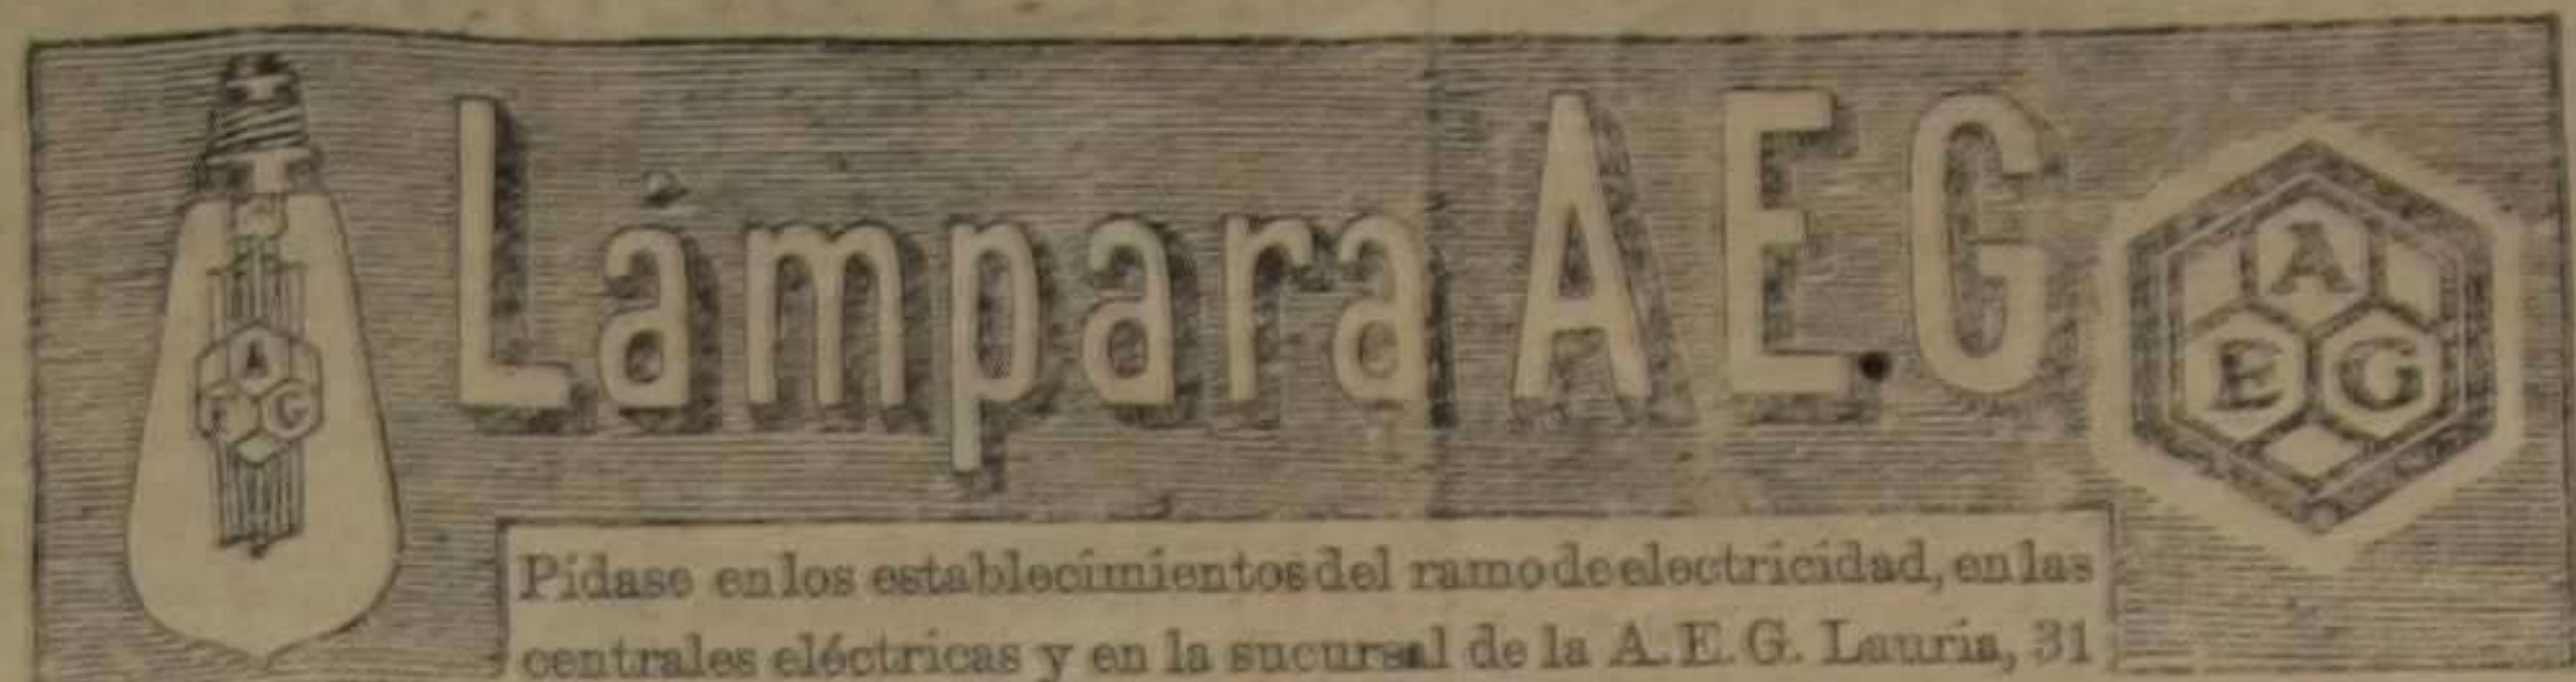 Lámpara A E.G
A
E G
A
E G
Pídase en los establecimientos del ramo de electricidad, en las
centrales eléctricas y en la sucursal de la A.E.G. Lauria, 31